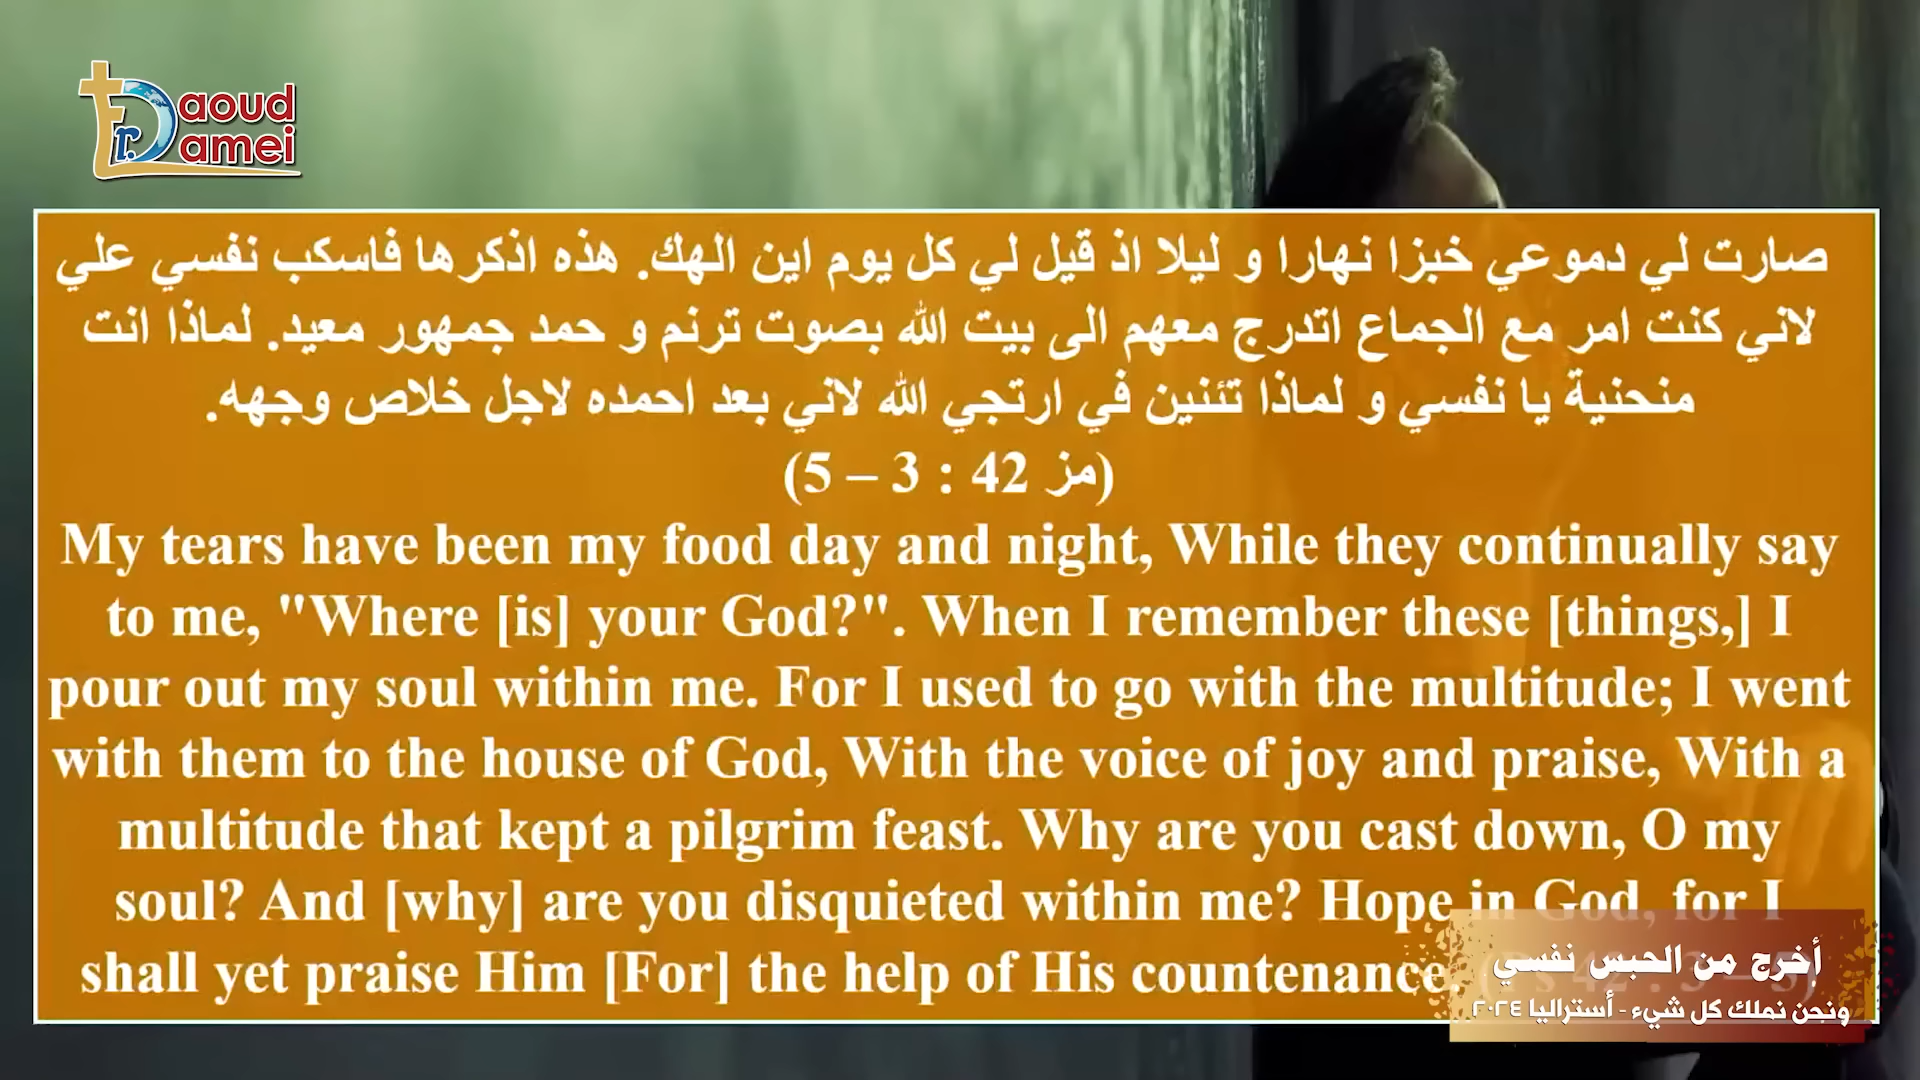 Fr. Daoud
Lamei
صارت لي دموعي خبزا نهارا و ليلا اذ قيل لي كل يوم اين الهك. هذه اذكرها فاسكب نفسي علي
لاني كنت امر مع الجماع اتدرج معهم الى بيت الله بصوت ترنم و حمد جمهور معيد. لماذا انت
منحنية يا نفسي و لماذا تئنين في ارتجي الله لاني بعد احمده لاجل خلاص وجهه.
(مز 42 : 3 – 5)
My tears have been my food day and night, While they continually say
to me, "Where [is] your God?". When I remember these [things,] I
pour out my soul within me. For I used to go with the multitude; I went
with them to the house of God, With the voice of joy and praise, With a
multitude that kept a pilgrim feast. Why are you cast down, O my
soul? And [why] are you disquieted within me? Hope in God, for I
shall yet praise Him [For] the help of His countenance. (Ps 42 : 3 – 5)
أخرج من الحبس نفسي
ونحن نملك كل شيء - أستراليا ٢٠٢٤